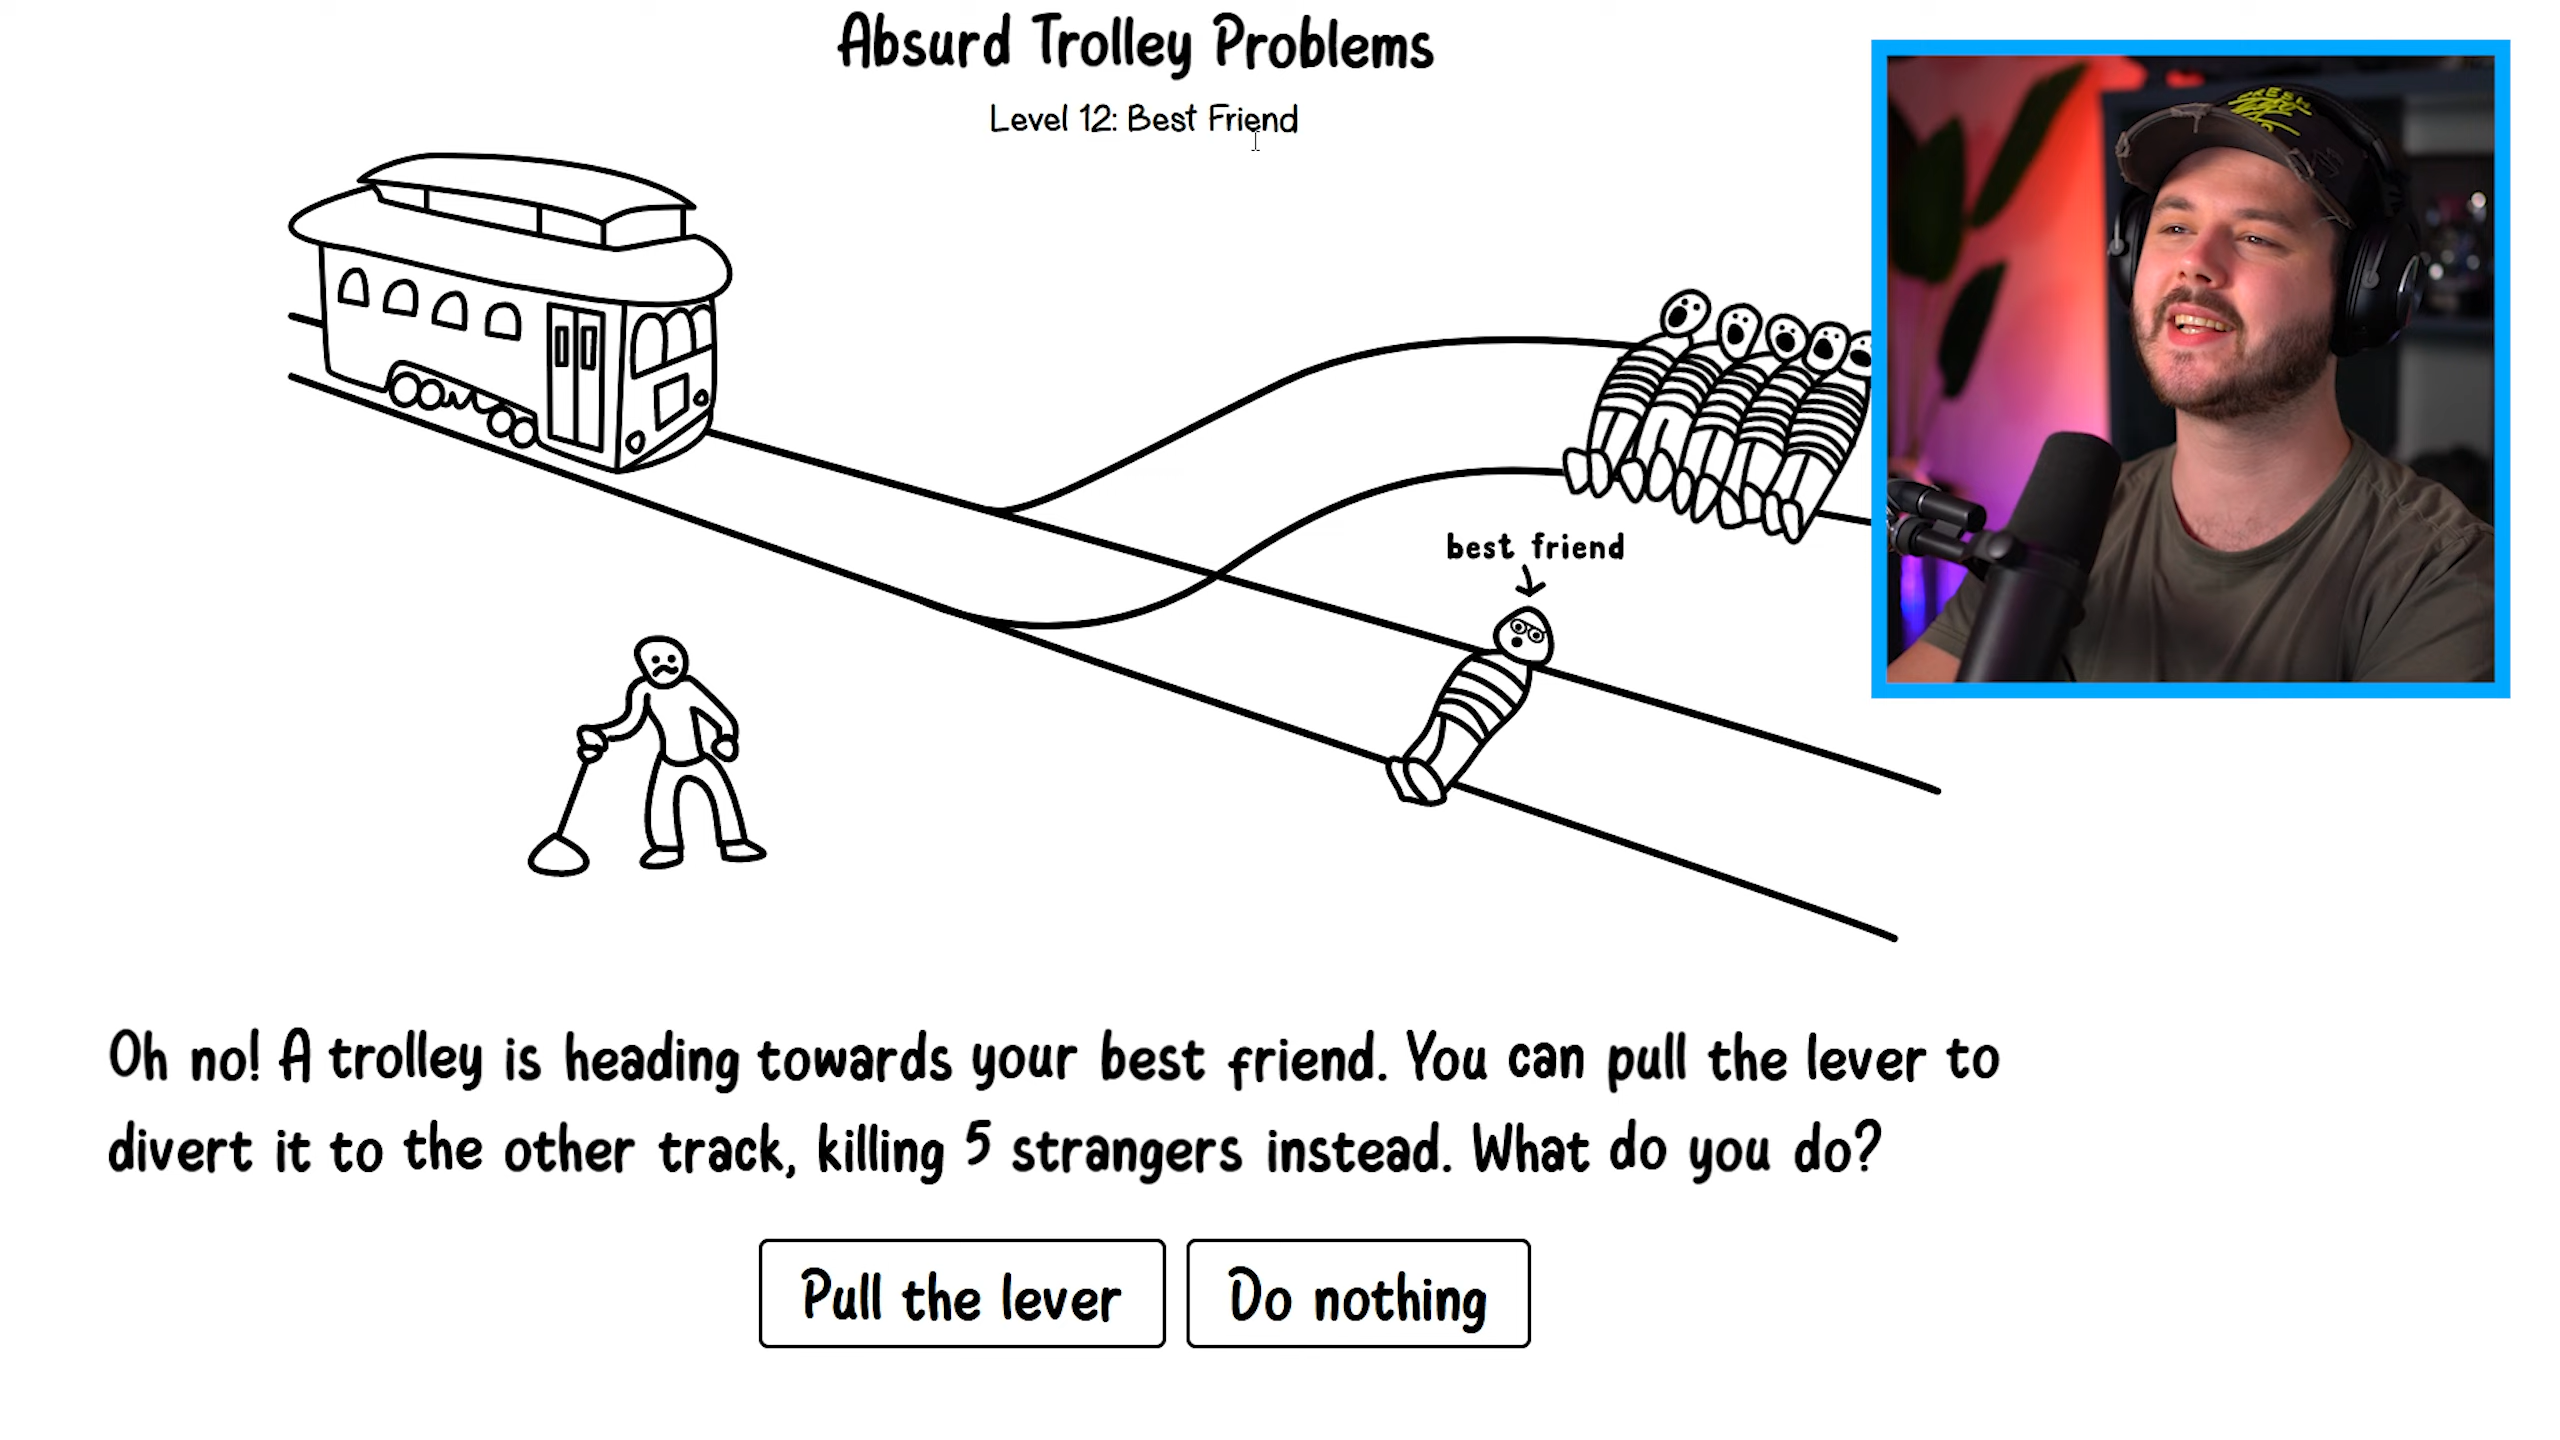 Absurd Trolley Problems
Level 12: Best Friend
FRESH
best friend
Oh no! A trolley is heading towards your best friend. You can pull the lever to
divert it to the other track, killing 5 strangers instead. What do you do?
Pull the lever
Do nothing